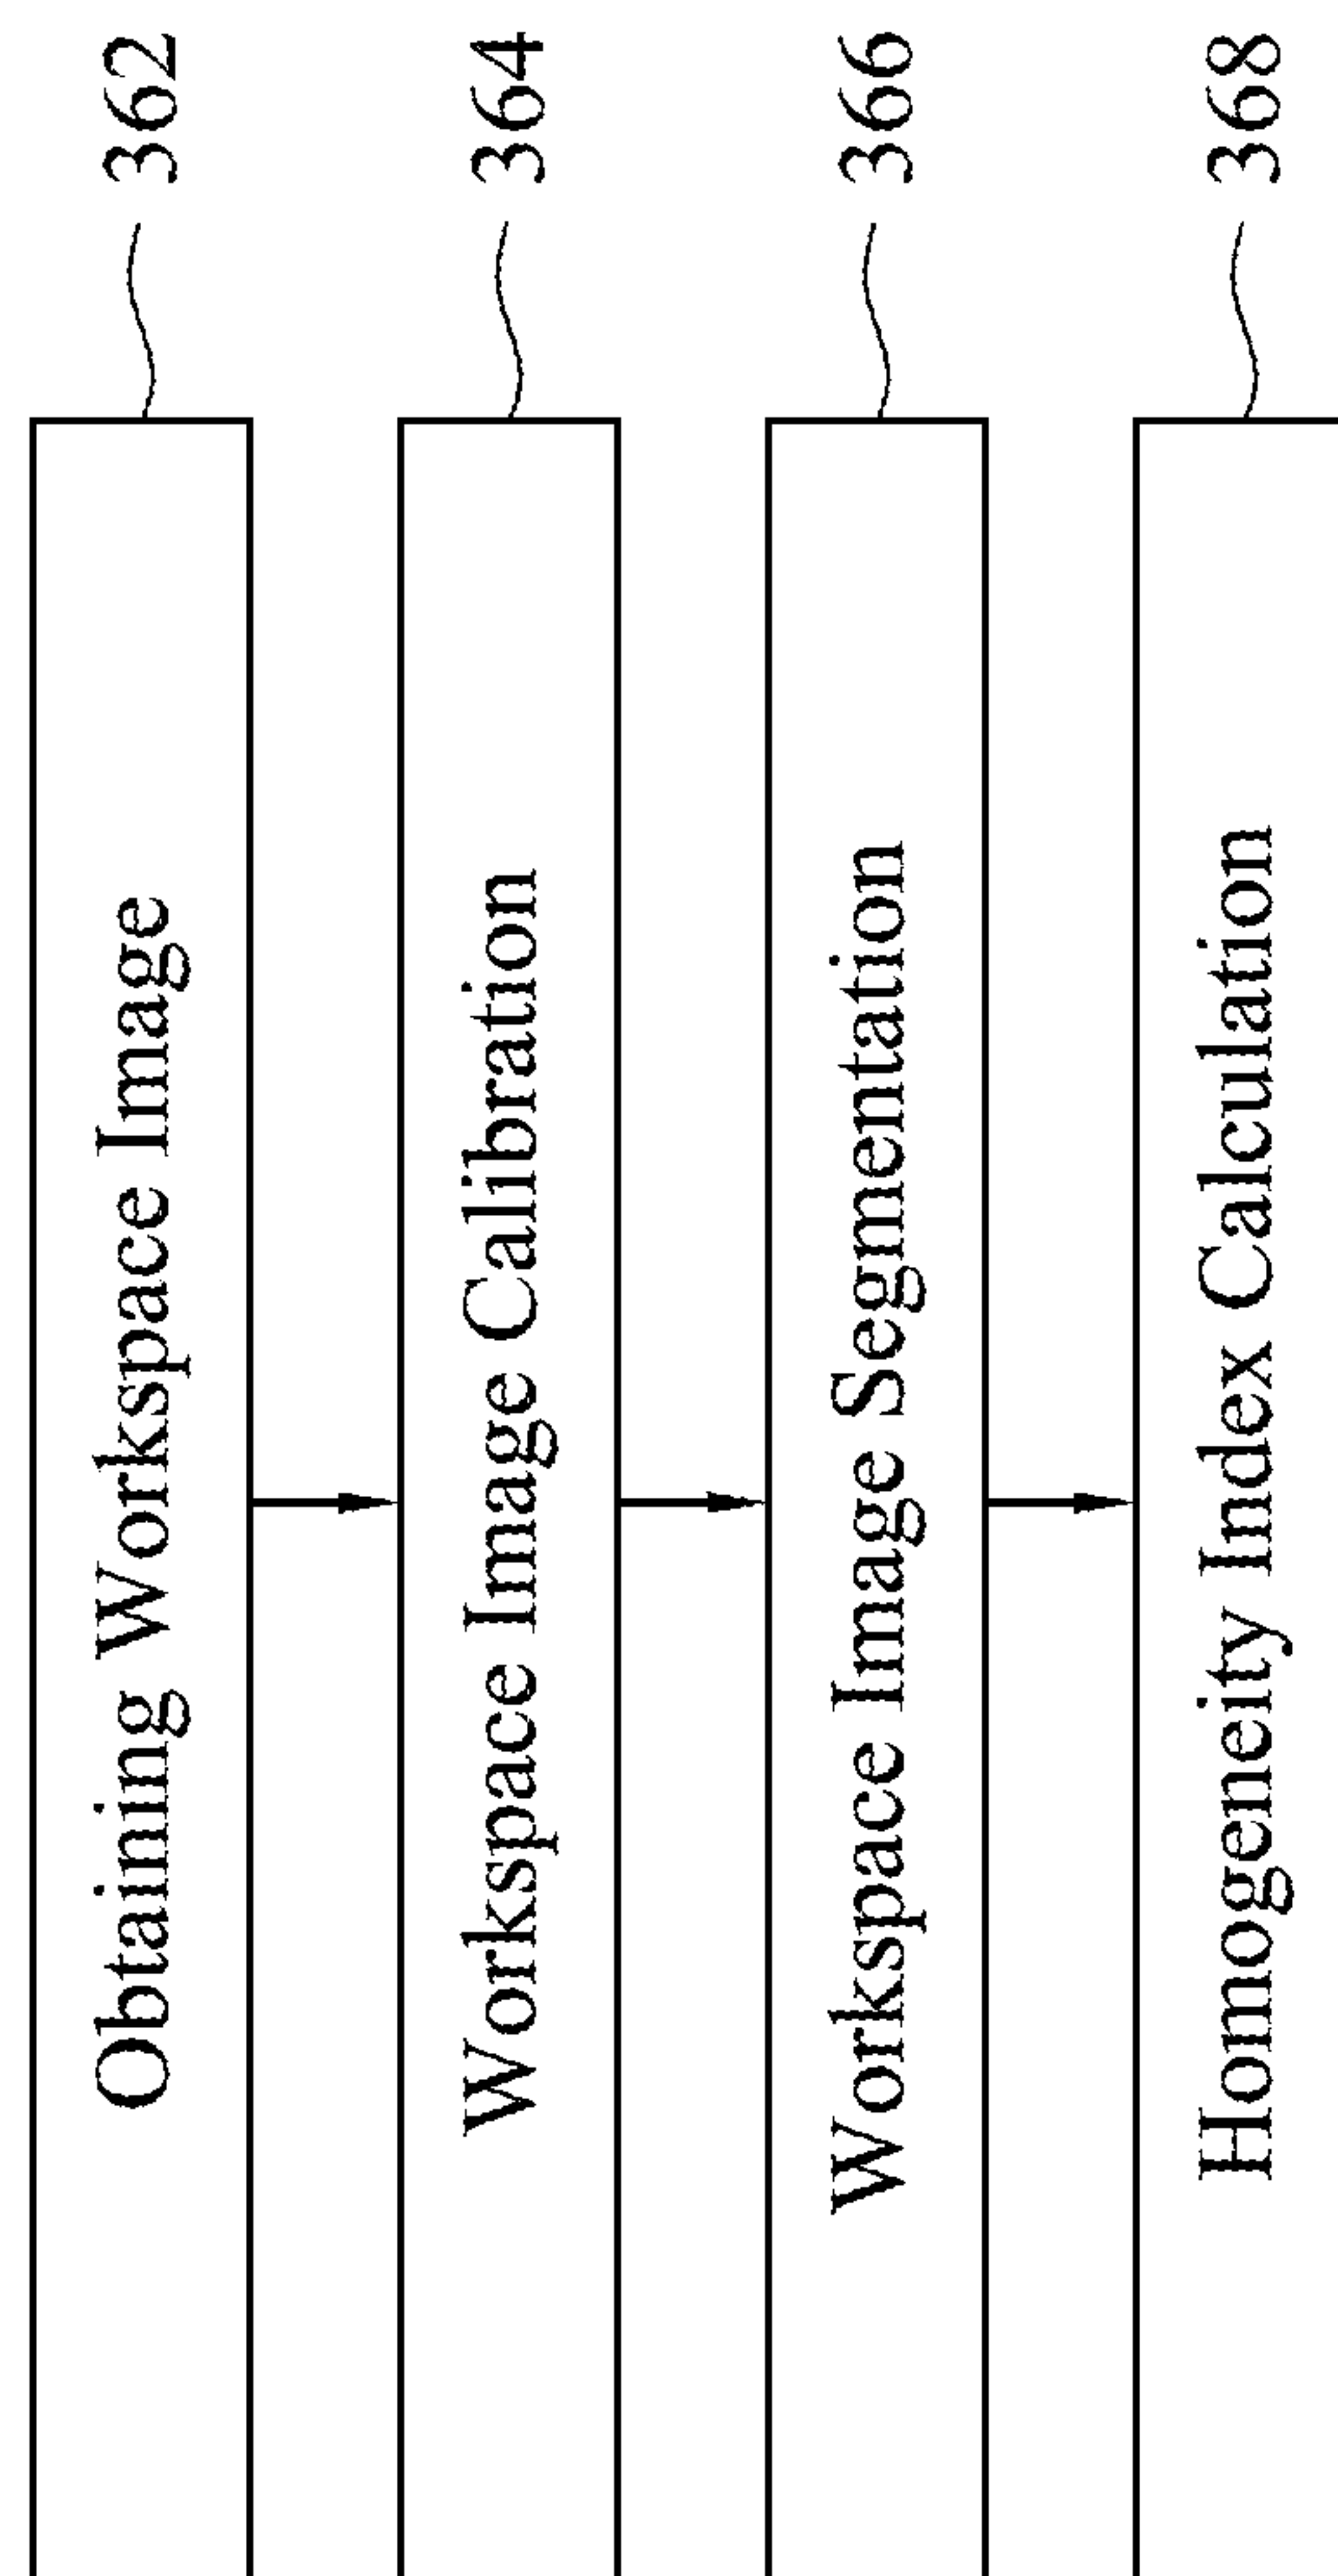 Obtaining Workspace Image
362
Workspace Image Calibration
364
Workspace Image Segmentation
366
Homogeneity Index Calculation
368